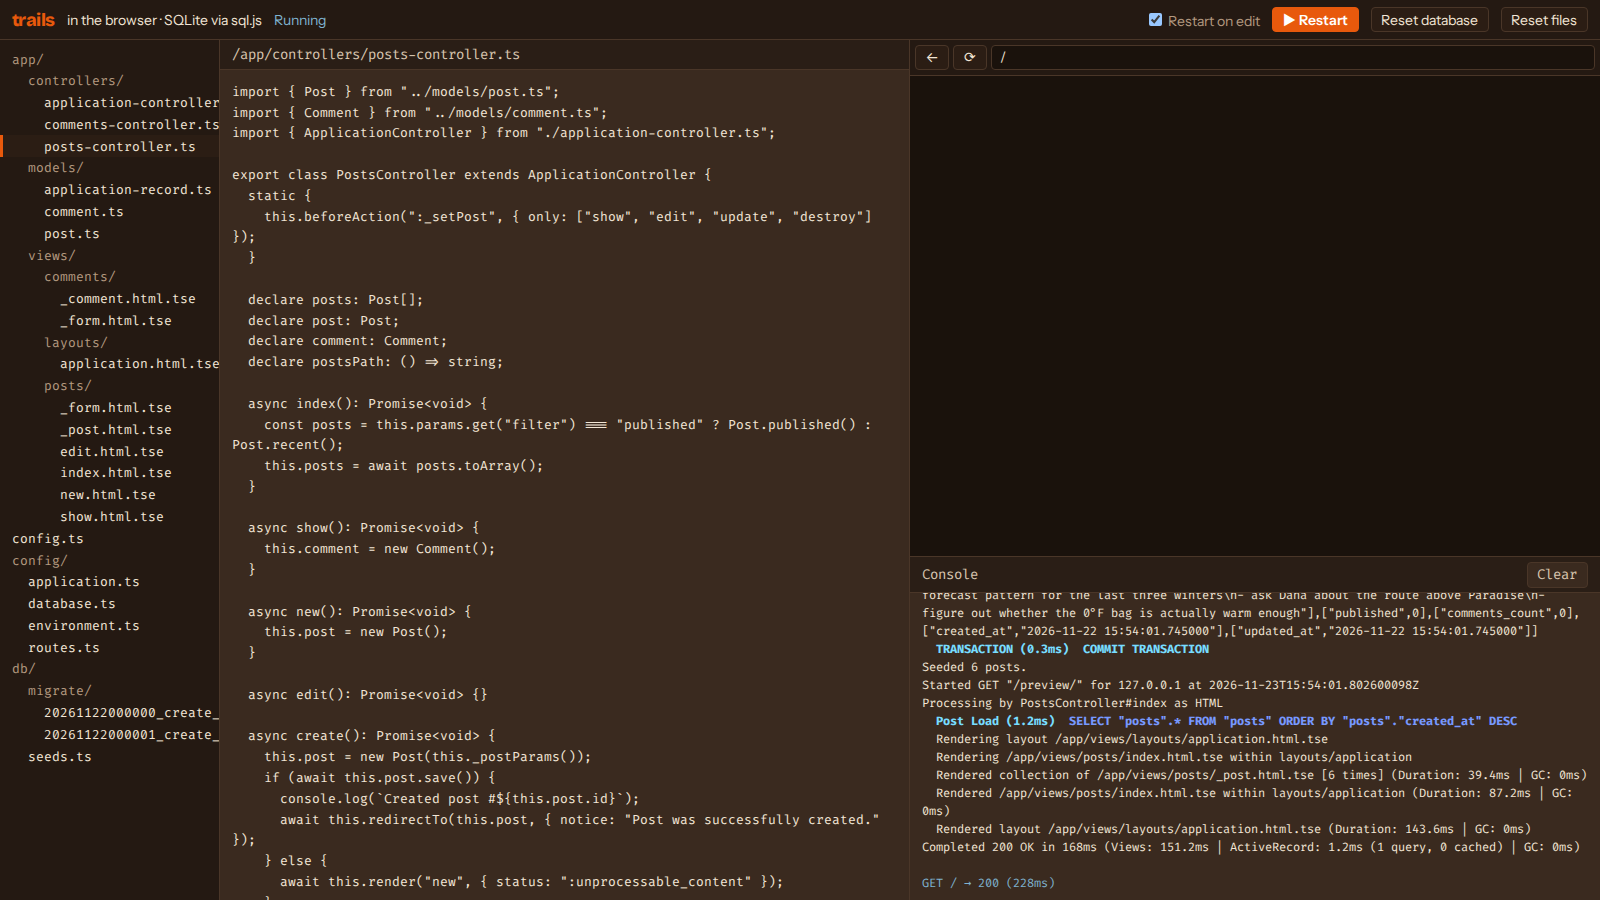 trails in the browser · SQLite via sql.js Running
Restart on edit
▶ Restart
Reset database
Reset files
app/
controllers/
application-controller
comments-controller.ts
posts-controller.ts
models/
application-record.ts
comment.ts
post.ts
views/
comments/
_comment.html.tse
_form.html.tse
layouts/
application.html.tse
posts/
_form.html.tse
_post.html.tse
edit.html.tse
index.html.tse
new.html.tse
show.html.tse
config.ts
config/
application.ts
database.ts
environment.ts
routes.ts
db/
migrate/
20261122000000_create_
20261122000001_create_
seeds.ts
/app/controllers/posts-controller.ts
import { Post } from "../models/post.ts";
import { Comment } from "../models/comment.ts";
import { ApplicationController } from "./application-controller.ts";
export class PostsController extends ApplicationController {
static {
this.beforeAction(":_setPost", { only: ["show", "edit", "update", "destroy"]
});
}
declare posts: Post[];
declare post: Post;
declare comment: Comment;
declare postsPath: () => string;
async index(): Promise<void> {
const posts = this.params.get("filter") === "published" ? Post.published() :
Post.recent();
this.posts = await posts.toArray();
}
async show(): Promise<void> {
this.comment = new Comment();
}
async new(): Promise<void> {
this.post = new Post();
}
async edit(): Promise<void> {}
async create(): Promise<void> {
this.post = new Post(this._postParams());
if (await this.post.save()) {
console.log(`Created post #${this.post.id}`);
await this.redirectTo(this.post, { notice: "Post was successfully created."
});
} else {
await this.render("new", { status: ":unprocessable_content" });
← ⟳ /
Console
Clear
forecast pattern for the last three winters\n- ask Dana about the route above Paradise\n-
figure out whether the 0°F bag is actually warm enough"],["published",0],["comments_count",0],
["created_at","2026-11-22 15:54:01.745000"],["updated_at","2026-11-22 15:54:01.745000"]]
TRANSACTION (0.3ms) COMMIT TRANSACTION
Seeded 6 posts.
Started GET "/preview/" for 127.0.0.1 at 2026-11-23T15:54:01.802600098Z
Processing by PostsController#index as HTML
Post Load (1.2ms) SELECT "posts".* FROM "posts" ORDER BY "posts"."created_at" DESC
Rendering layout /app/views/layouts/application.html.tse
Rendering /app/views/posts/index.html.tse within layouts/application
Rendered collection of /app/views/posts/_post.html.tse [6 times] (Duration: 39.4ms | GC: 0ms)
Rendered /app/views/posts/index.html.tse within layouts/application (Duration: 87.2ms | GC:
0ms)
Rendered layout /app/views/layouts/application.html.tse (Duration: 143.6ms | GC: 0ms)
Completed 200 OK in 168ms (Views: 151.2ms | ActiveRecord: 1.2ms (1 query, 0 cached) | GC: 0ms)
GET / → 200 (228ms)